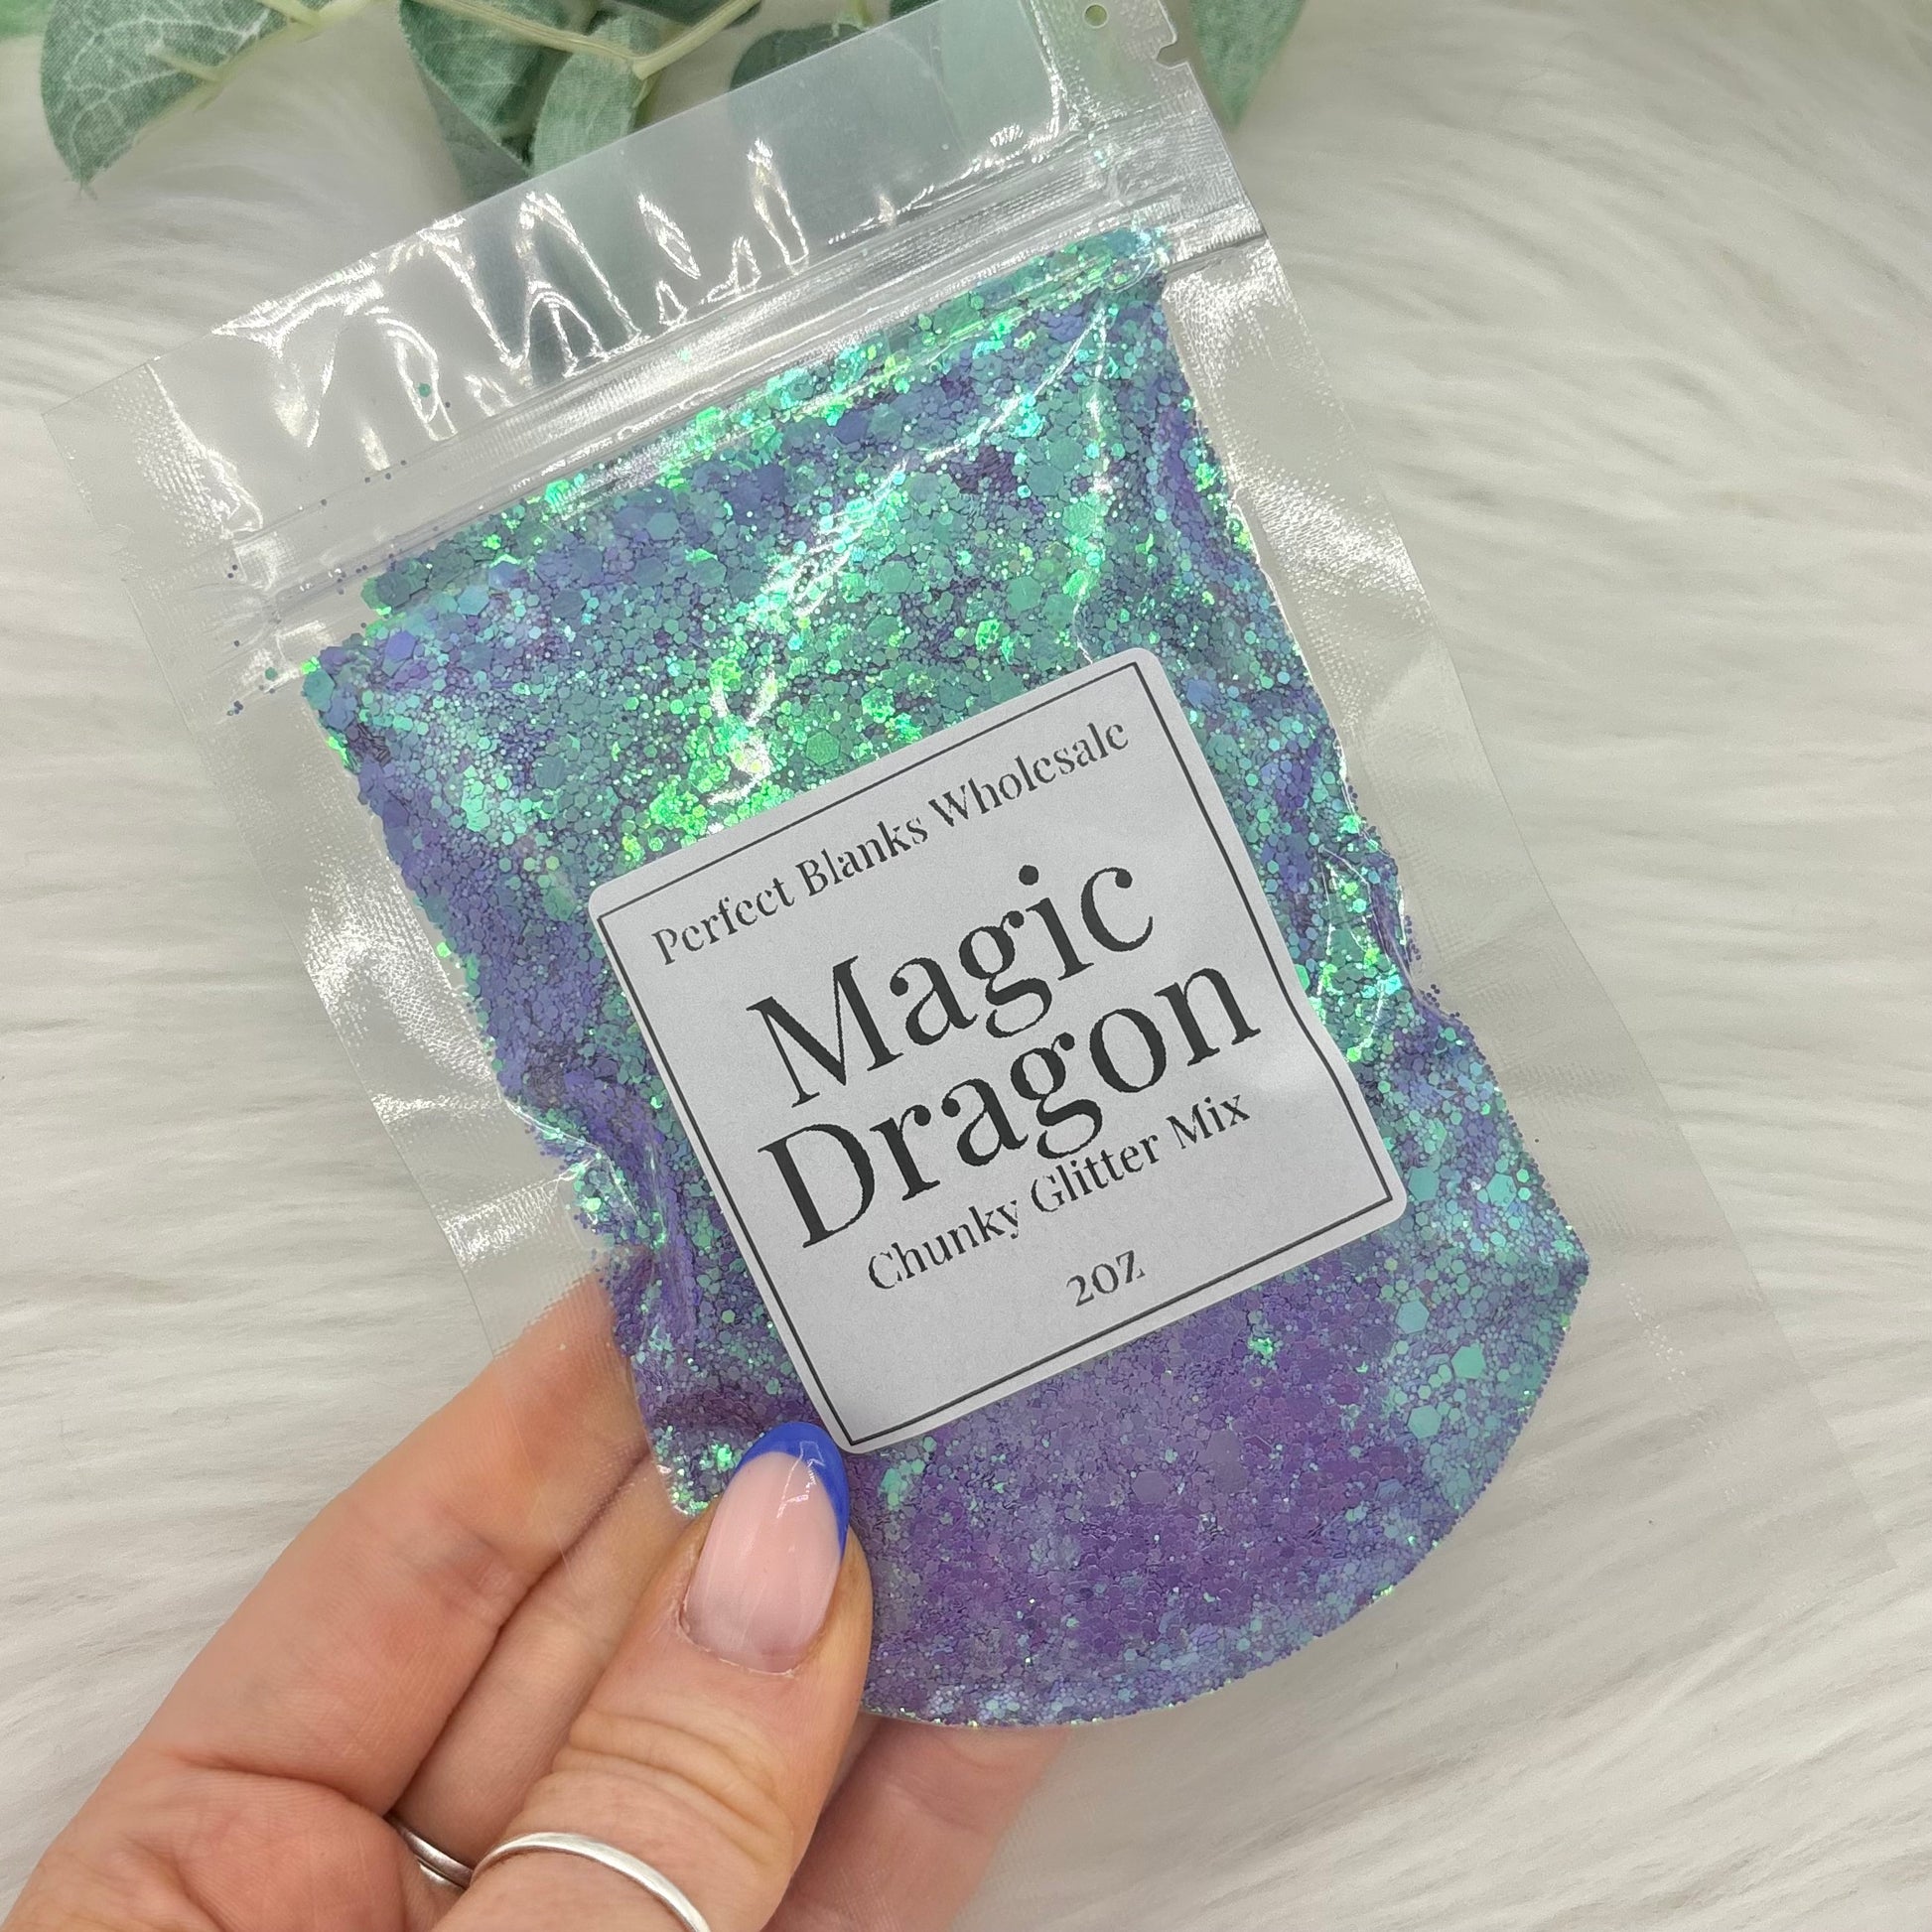 Perfect Blanks Wholesale
Magic
Dragon
Chunky Glitter Mix
2oz